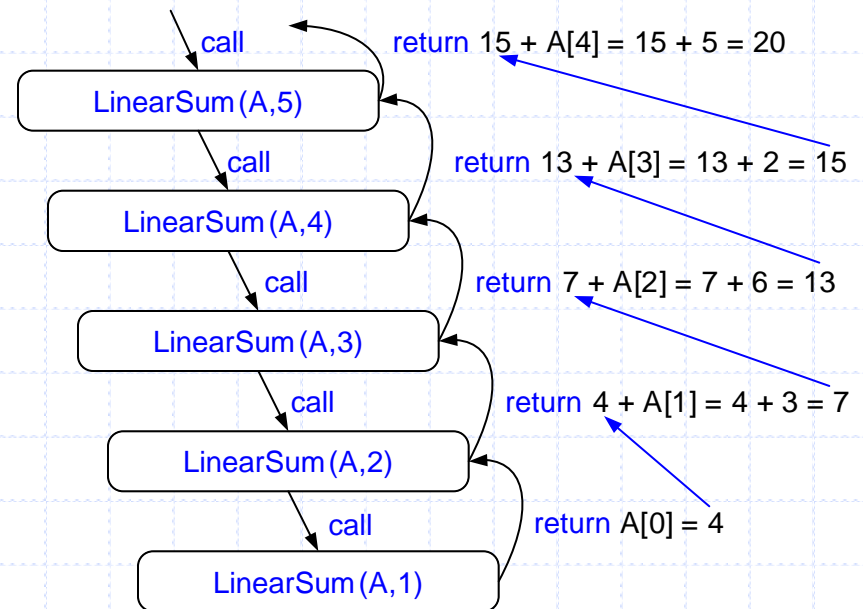 call
return 15 + A[4] = 15 + 5 = 20
LinearSum(A,5)
call
return 13 + A[3] = 13 + 2 = 15
LinearSum(A,4)
call
return 7 + A[2] = 7 + 6 = 13
LinearSum(A,3)
call
return 4 + A[1] = 4 + 3 = 7
LinearSum(A,2)
call
return A[0] = 4
LinearSum(A,1)